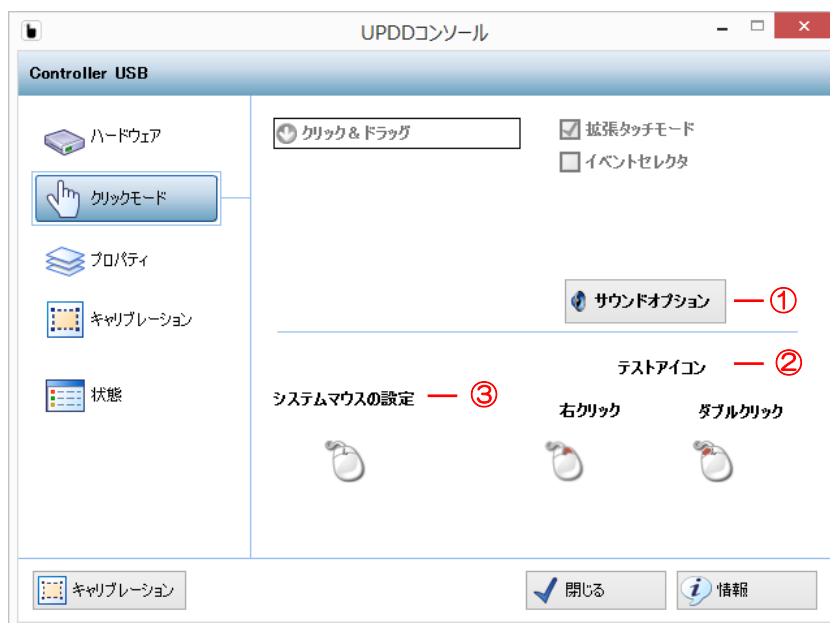 UPDDコンソール
Controller USB
ハードウェア
クリックモード
プロパティ
キャリブレーション
状態
クリック & ドラッグ
拡張タッチモード
イベントセレクタ
サウンドオプション
①
テストアイコン
②
システムマウスの設定
③
右クリック
ダブルクリック
キャリブレーション
閉じる
情報